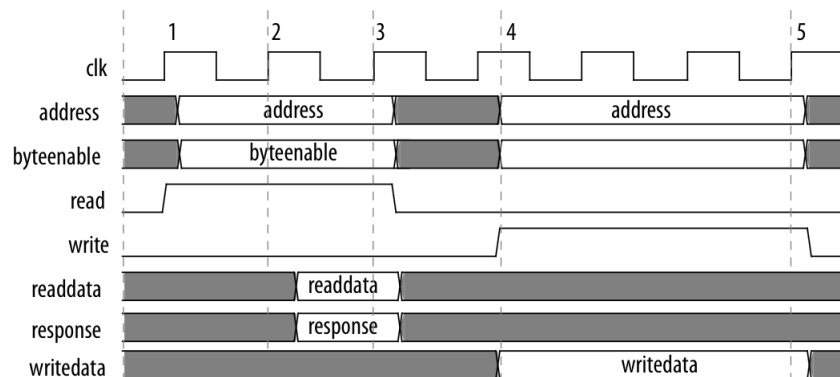 1 2 3 4 5
clk
address address address
byteenable byteenable
read
write
readdata readdata
response response
writedata writedata